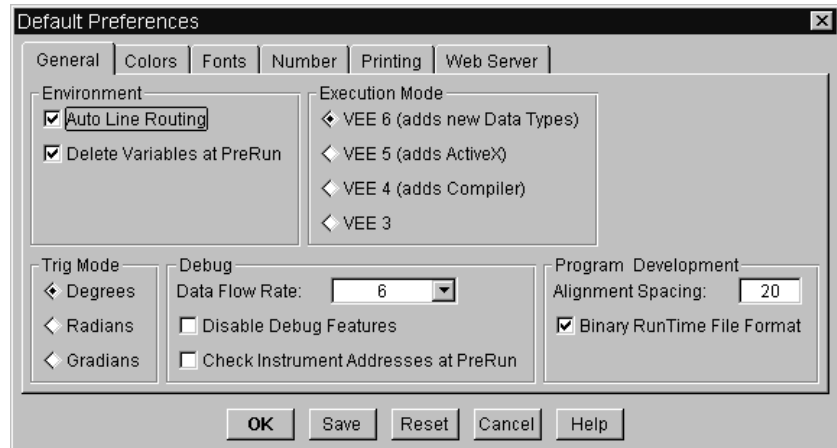 Default Preferences
General Colors Fonts Number Printing Web Server
Environment
Auto Line Routing
Delete Variables at PreRun
Execution Mode
VEE 6 (adds new Data Types)
VEE 5 (adds ActiveX)
VEE 4 (adds Compiler)
VEE 3
Trig Mode
Degrees
Radians
Gradians
Debug
Data Flow Rate: 6
Disable Debug Features
Check Instrument Addresses at PreRun
Program Development
Alignment Spacing: 20
Binary RunTime File Format
OK Save Reset Cancel Help